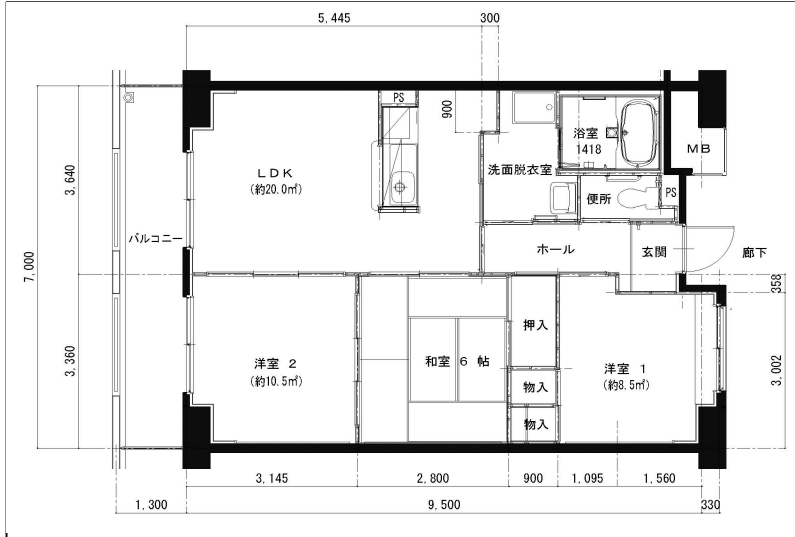 5,445
300
PS
900
浴室
1418
MB
LDK
(約20.0㎡)
洗面脱衣室
便所
PS
3,640
バルコニー
ホール
玄関
廊下
7,000
358
押入
洋室 2
(約10.5㎡)
和室 6 帖
洋室 1
(約8.5㎡)
3,360
3,002
物入
物入
3,145
2,800
900
1,095
1,560
1,300
9,500
330